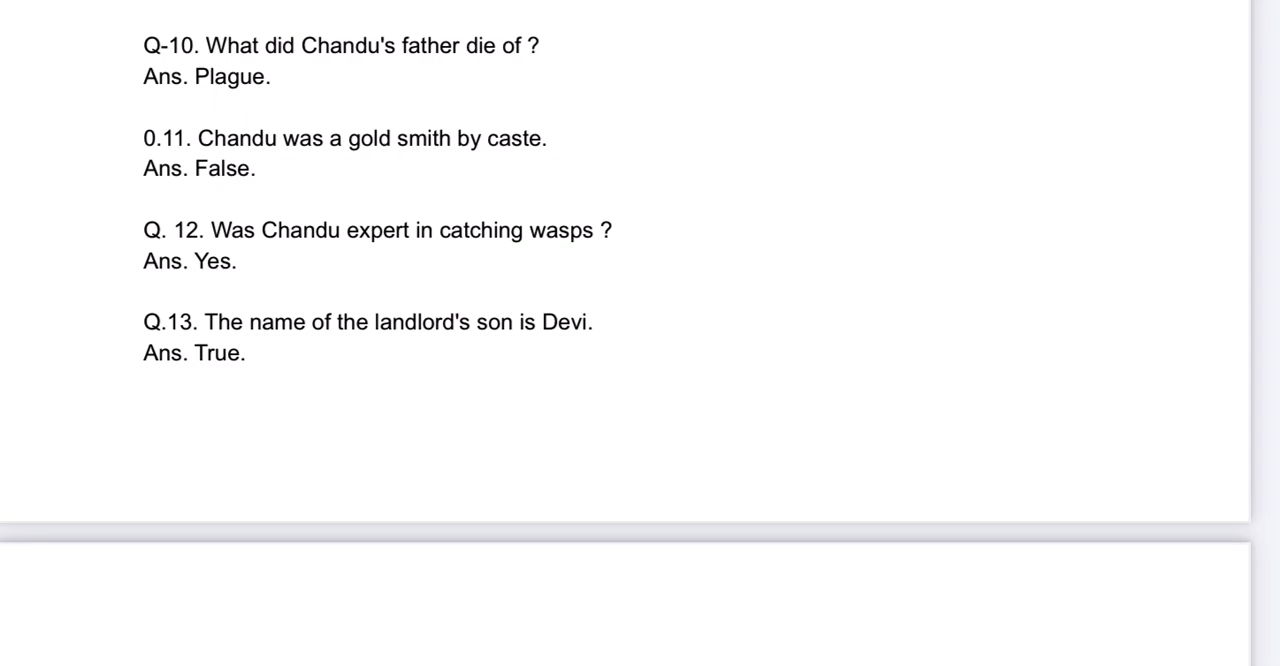 Q-10. What did Chandu's father die of ?
Ans. Plague.
0.11. Chandu was a gold smith by caste.
Ans. False.
Q. 12. Was Chandu expert in catching wasps ?
Ans. Yes.
Q.13. The name of the landlord's son is Devi.
Ans. True.